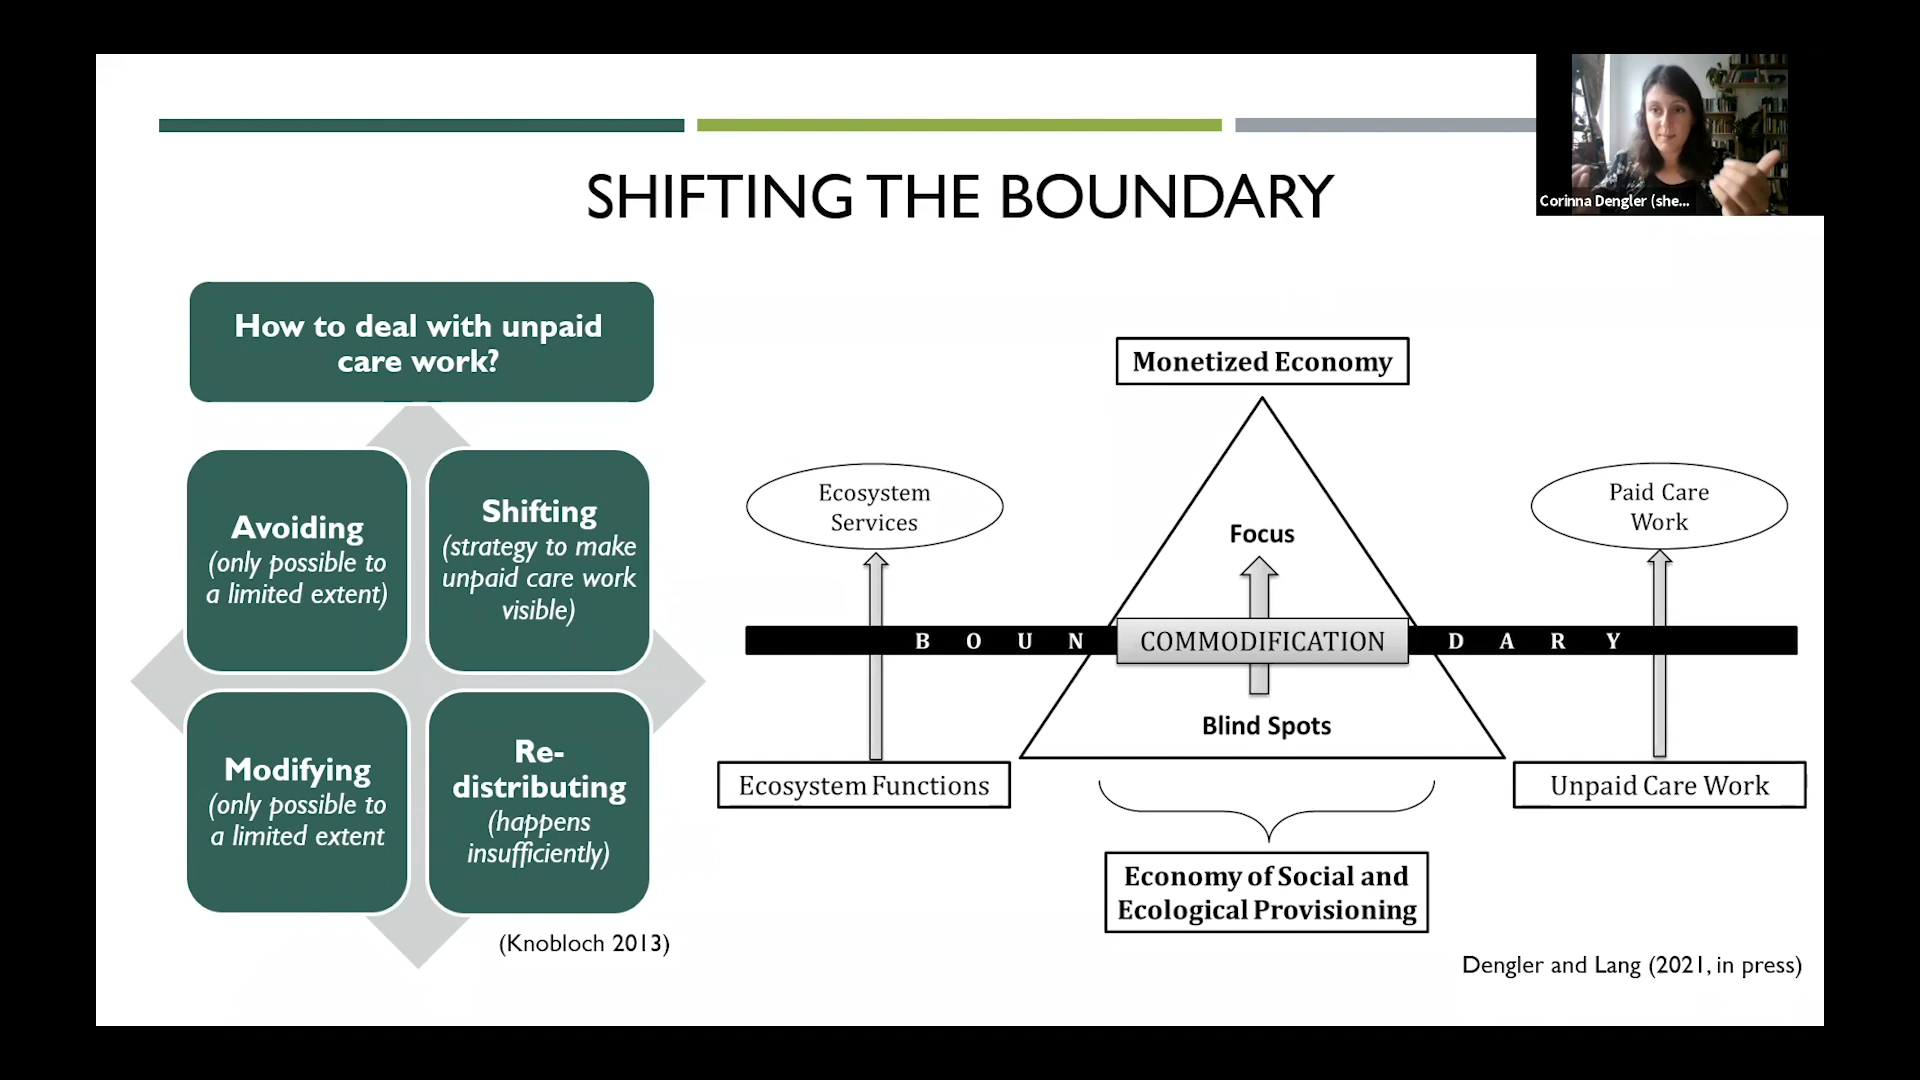 SHIFTING THE BOUNDARY
Corinna Dengler (she...
How to deal with unpaid
care work?
Avoiding
(only possible to
a limited extent)
Shifting
(strategy to make
unpaid care work
visible)
Modifying
(only possible to
a limited extent
Re-
distributing
(happens
insufficiently)
(Knobloch 2013)
Monetized Economy
Ecosystem
Services
Paid Care
Work
Focus
B O U N COMMODIFICATION D A R Y
Blind Spots
Ecosystem Functions
Unpaid Care Work
Economy of Social and
Ecological Provisioning
Dengler and Lang (2021, in press)